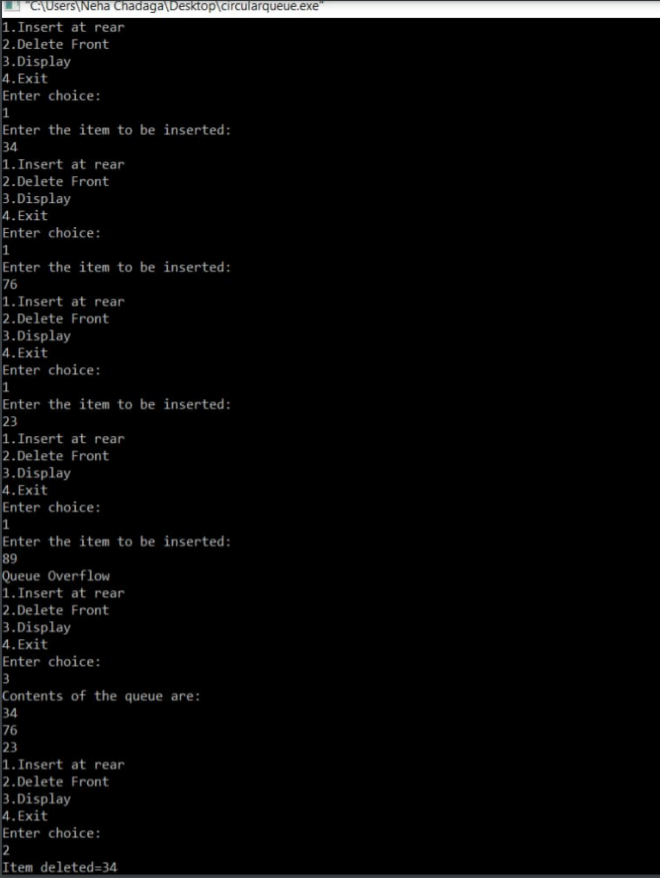 "C:\Users\Neha Chadaga\Desktop\circularqueue.exe"
1.Insert at rear
2.Delete Front
3.Display
4.Exit
Enter choice:
1
Enter the item to be inserted:
34
1.Insert at rear
2.Delete Front
3.Display
4.Exit
Enter choice:
1
Enter the item to be inserted:
76
1.Insert at rear
2.Delete Front
3.Display
4.Exit
Enter choice:
1
Enter the item to be inserted:
23
1.Insert at rear
2.Delete Front
3.Display
4.Exit
Enter choice:
1
Enter the item to be inserted:
89
Queue Overflow
1.Insert at rear
2.Delete Front
3.Display
4.Exit
Enter choice:
3
Contents of the queue are:
34
76
23
1.Insert at rear
2.Delete Front
3.Display
4.Exit
Enter choice:
2
Item deleted=34